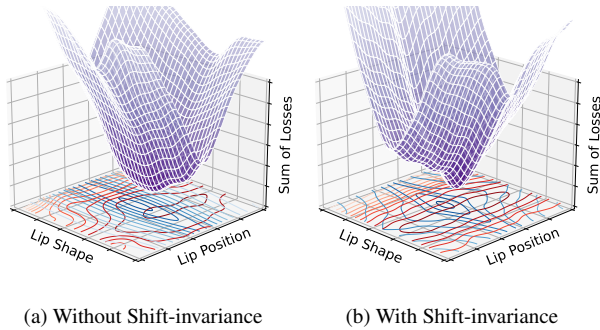 Sum of Losses
Lip Shape
Lip Position
Sum of Losses
Lip Shape
Lip Position
(a) Without Shift-invariance
(b) With Shift-invariance